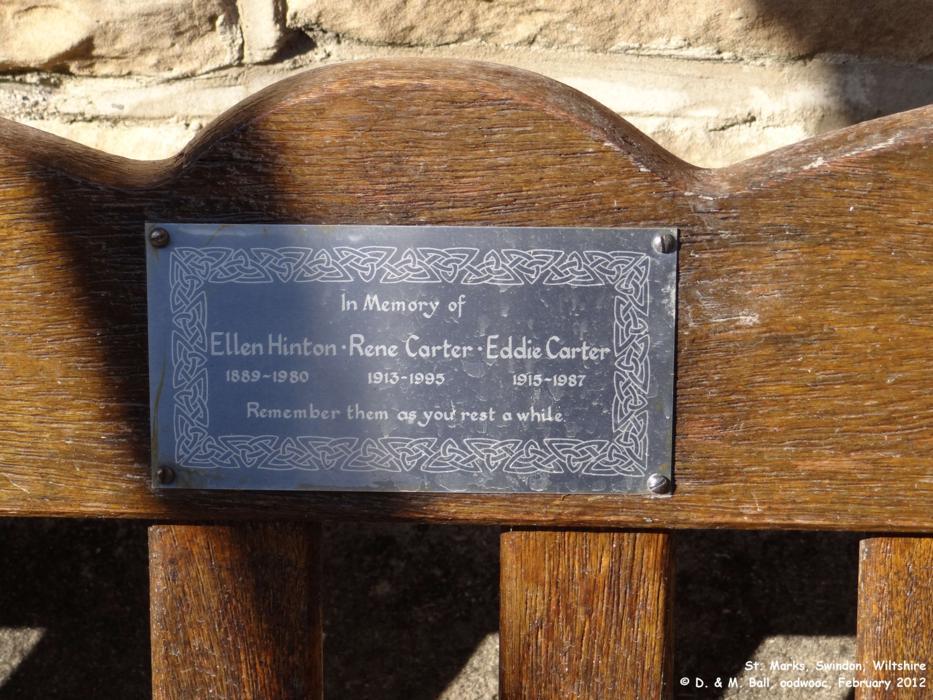 In Memory of
Ellen Hinton · Rene Carter · Eddie Carter
1889-1980 1913-1995 1915-1987
Remember them as you rest a while.
St. Marks, Swindon, Wiltshire
© D. & M. Ball, oodwooc, February 2012